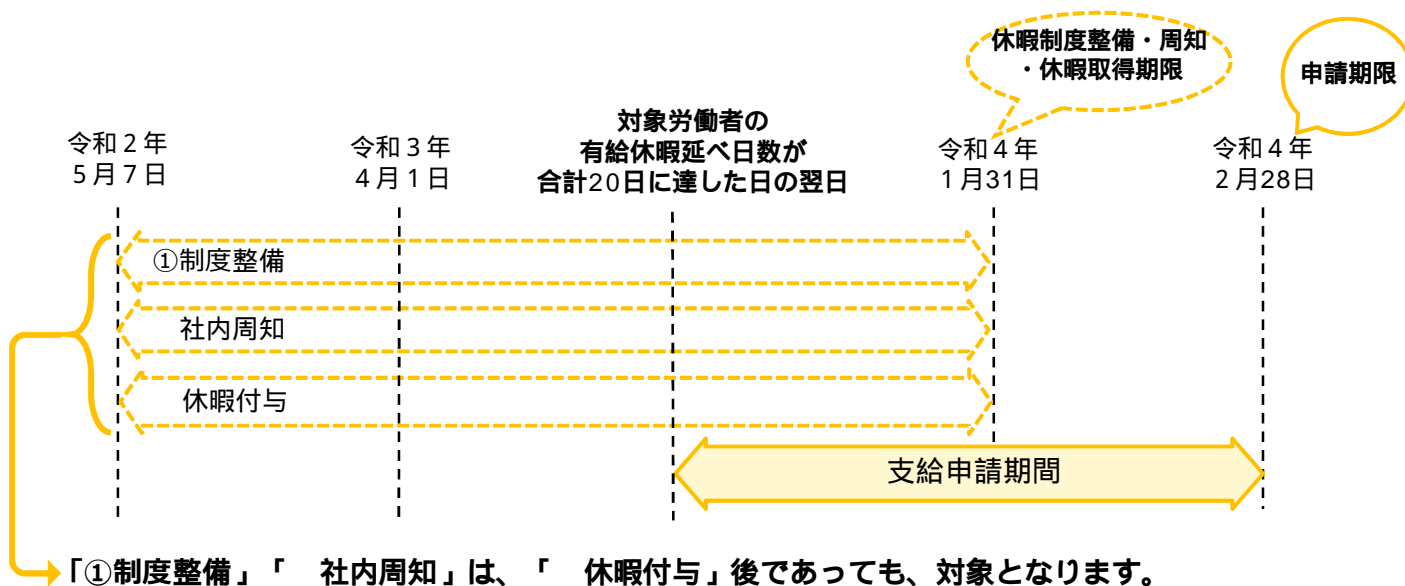 休暇制度整備・周知
・休暇取得期限
申請期限
令和２年
５月７日
令和３年
４月１日
対象労働者の
有給休暇延べ日数が
合計20日に達した日の翌日
令和４年
１月31日
令和４年
２月28日
①制度整備
社内周知
休暇付与
支給申請期間
「①制度整備」「　社内周知」は、「　休暇付与」後であっても、対象となります。